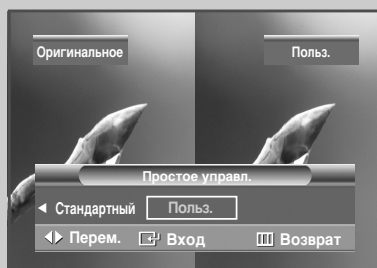 Оригинальное
Польз.
Простое управл.
Стандартный Польз.
Перем. Вход Возврат